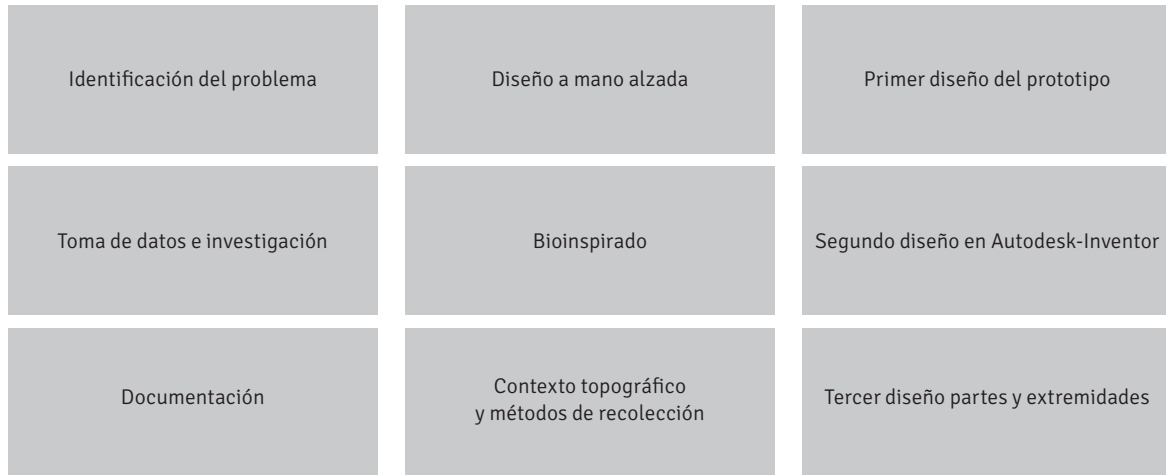 Identificación del problema
Diseño a mano alzada
Primer diseño del prototipo
Toma de datos e investigación
Bioinspirado
Segundo diseño en Autodesk-Inventor
Documentación
Contexto topográfico
y métodos de recolección
Tercer diseño partes y extremidades